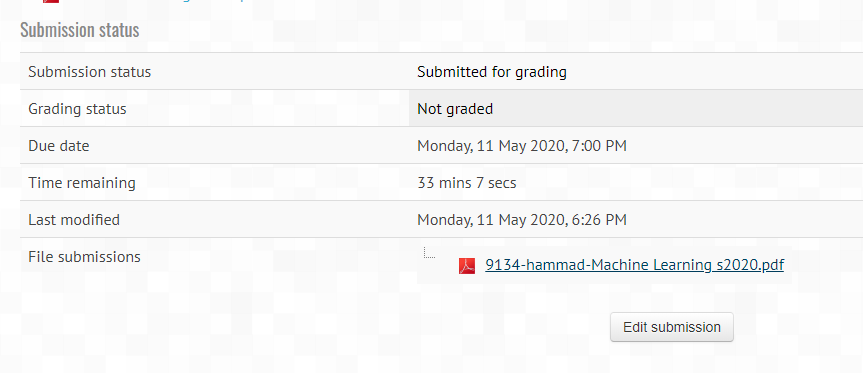 Submission status
Submission status Submitted for grading
Grading status Not graded
Due date Monday, 11 May 2020, 7:00 PM
Time remaining 33 mins 7 secs
Last modified Monday, 11 May 2020, 6:26 PM
File submissions 9134-hammad-Machine Learning s2020.pdf
Edit submission